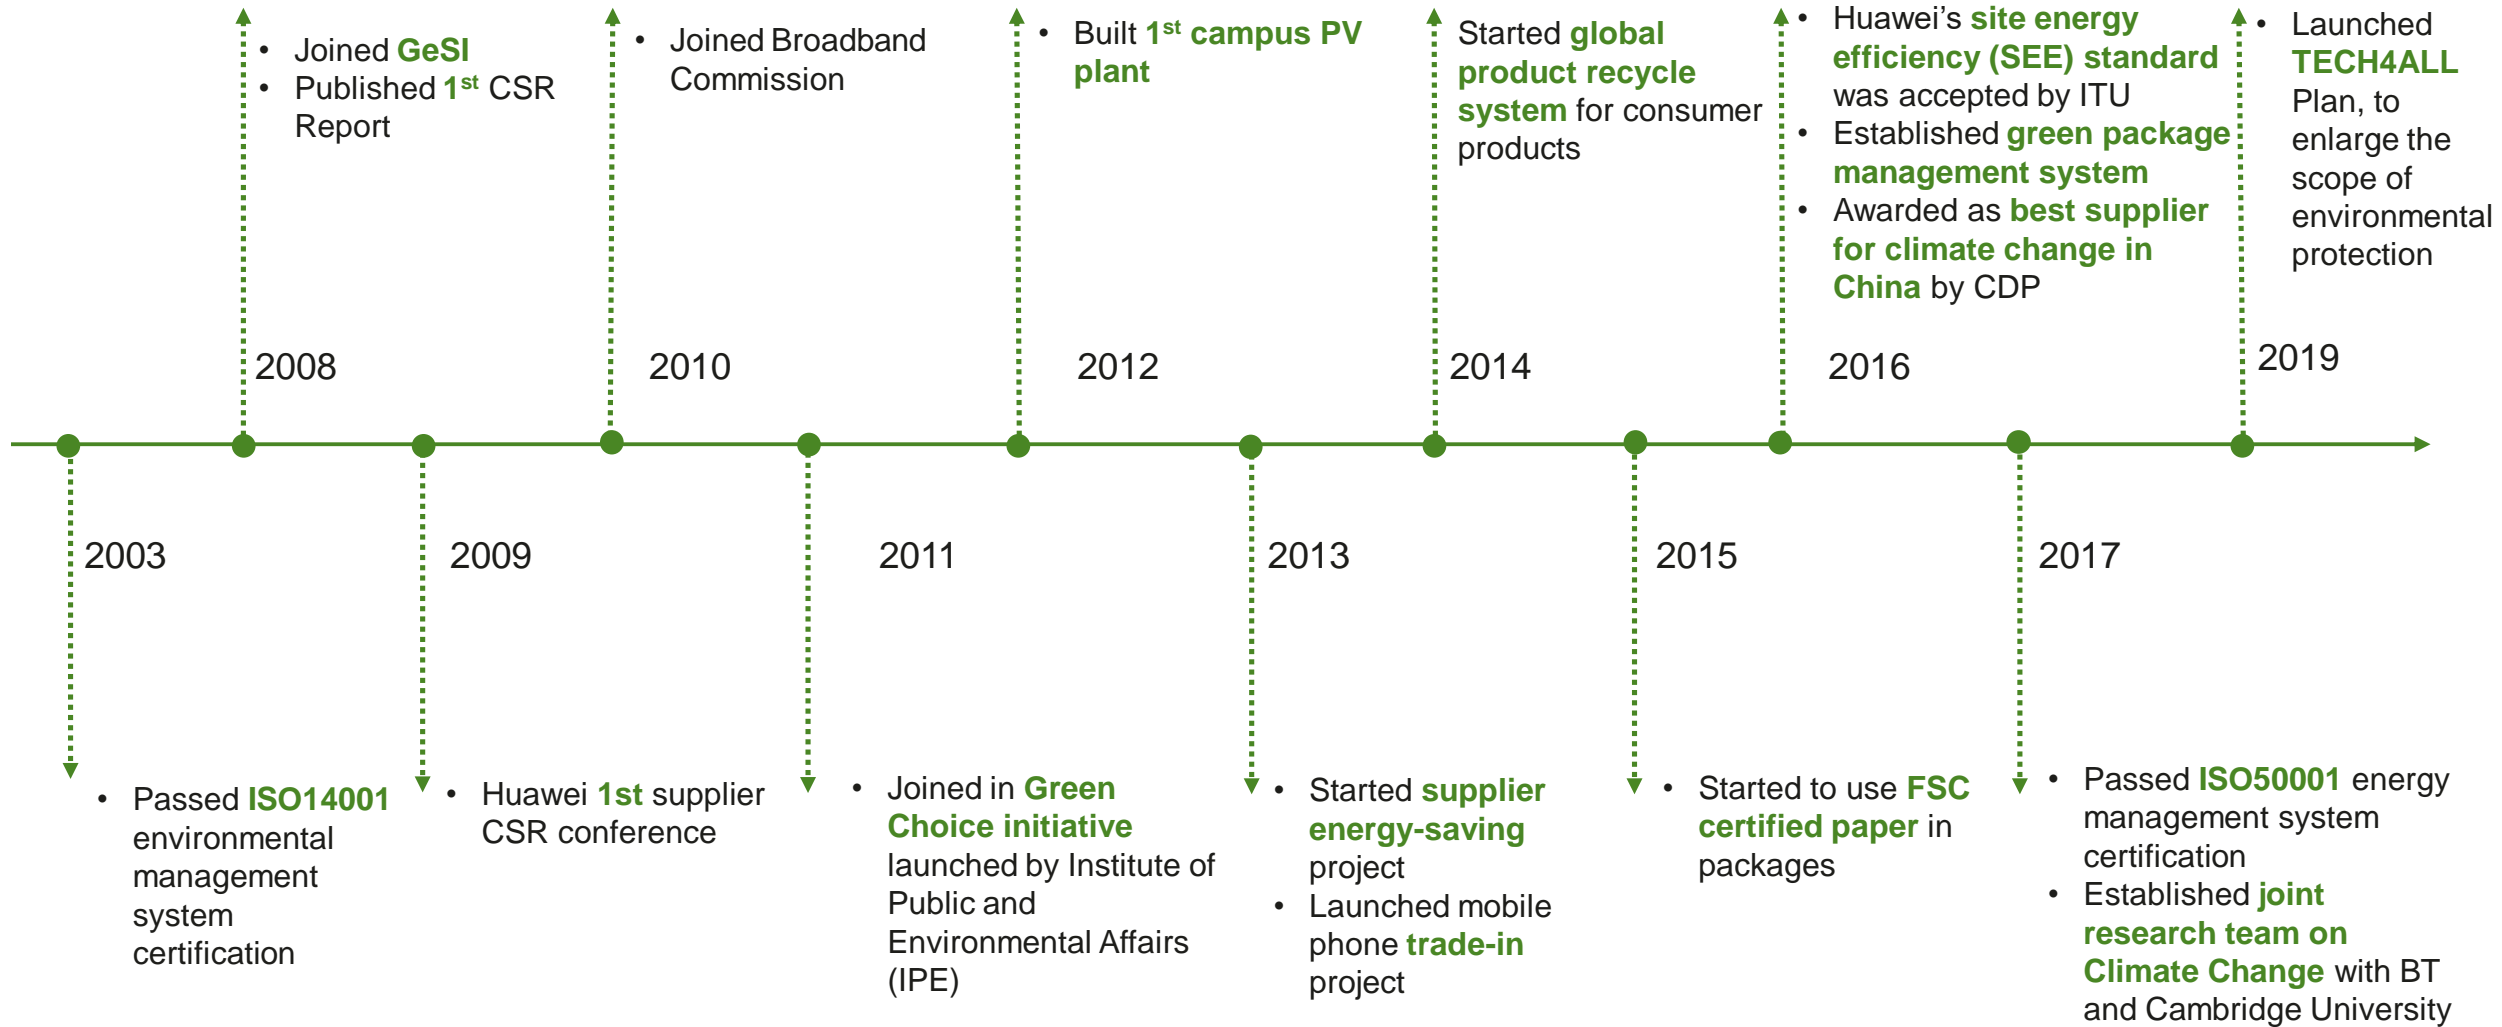 • Joined GeSI
• Published 1st CSR
Report
2008
• Joined Broadband
Commission
2010
• Built 1st campus PV
plant
2012
Started global
product recycle
system for consumer
products
2014
• Huawei’s site energy
efficiency (SEE) standard
was accepted by ITU
• Established green package
management system
• Awarded as best supplier
for climate change in
China by CDP
2016
• Launched
TECH4ALL
Plan, to
enlarge the
scope of
environmental
protection
2019
2003
• Passed ISO14001
environmental
management
system
certification
2009
• Huawei 1st supplier
CSR conference
2011
• Joined in Green
Choice initiative
launched by Institute of
Public and
Environmental Affairs
(IPE)
2013
• Started supplier
energy-saving
project
• Launched mobile
phone trade-in
project
2015
• Started to use FSC
certified paper in
packages
2017
• Passed ISO50001 energy
management system
certification
• Established joint
research team on
Climate Change with BT
and Cambridge University